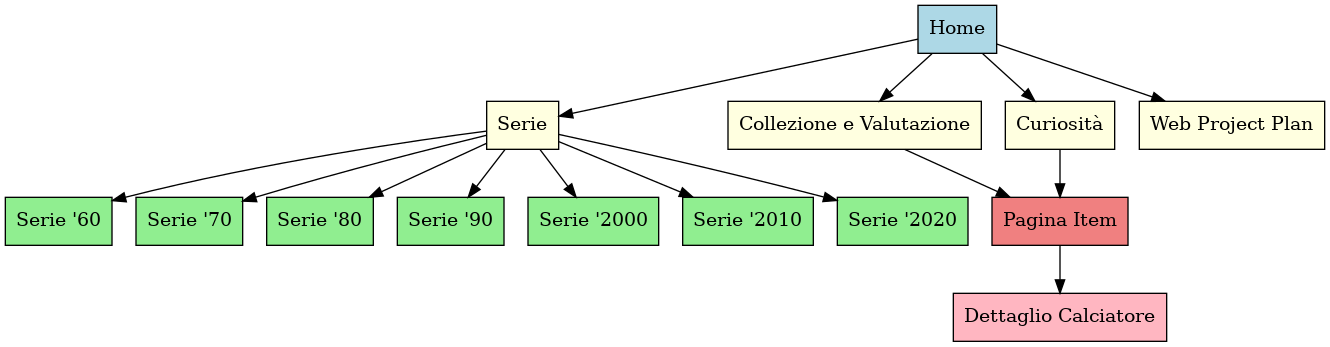 Home
Serie
Collezione e Valutazione
Curiosità
Web Project Plan
Serie '60
Serie '70
Serie '80
Serie '90
Serie '2000
Serie '2010
Serie '2020
Pagina Item
Dettaglio Calciatore